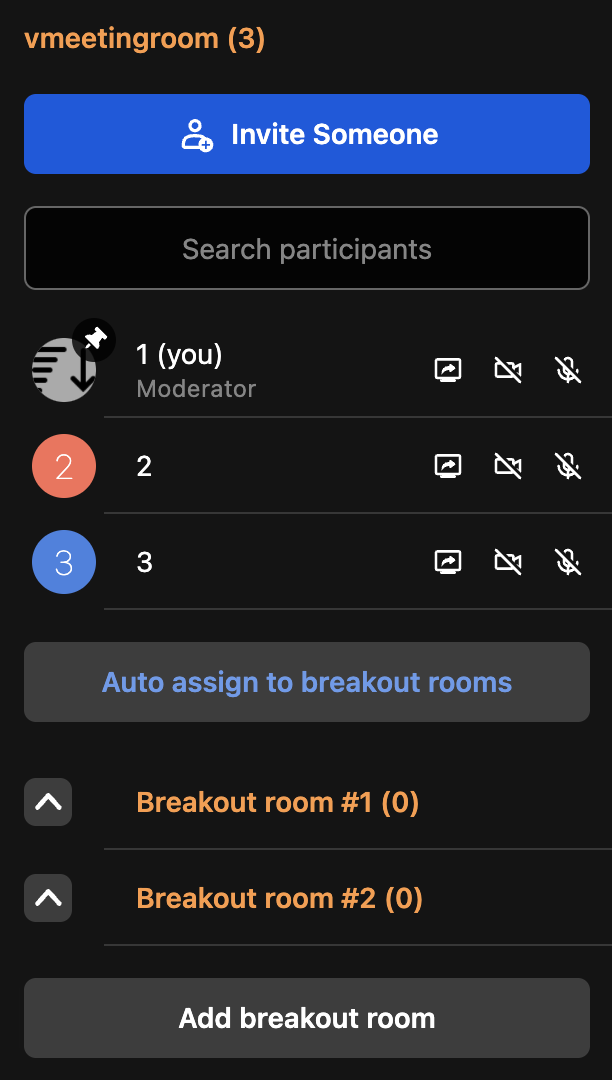 vmeetingroom (3)
Invite Someone
Search participants
1 (you)
Moderator
2 2
3 3
Auto assign to breakout rooms
Breakout room #1 (0)
Breakout room #2 (0)
Add breakout room